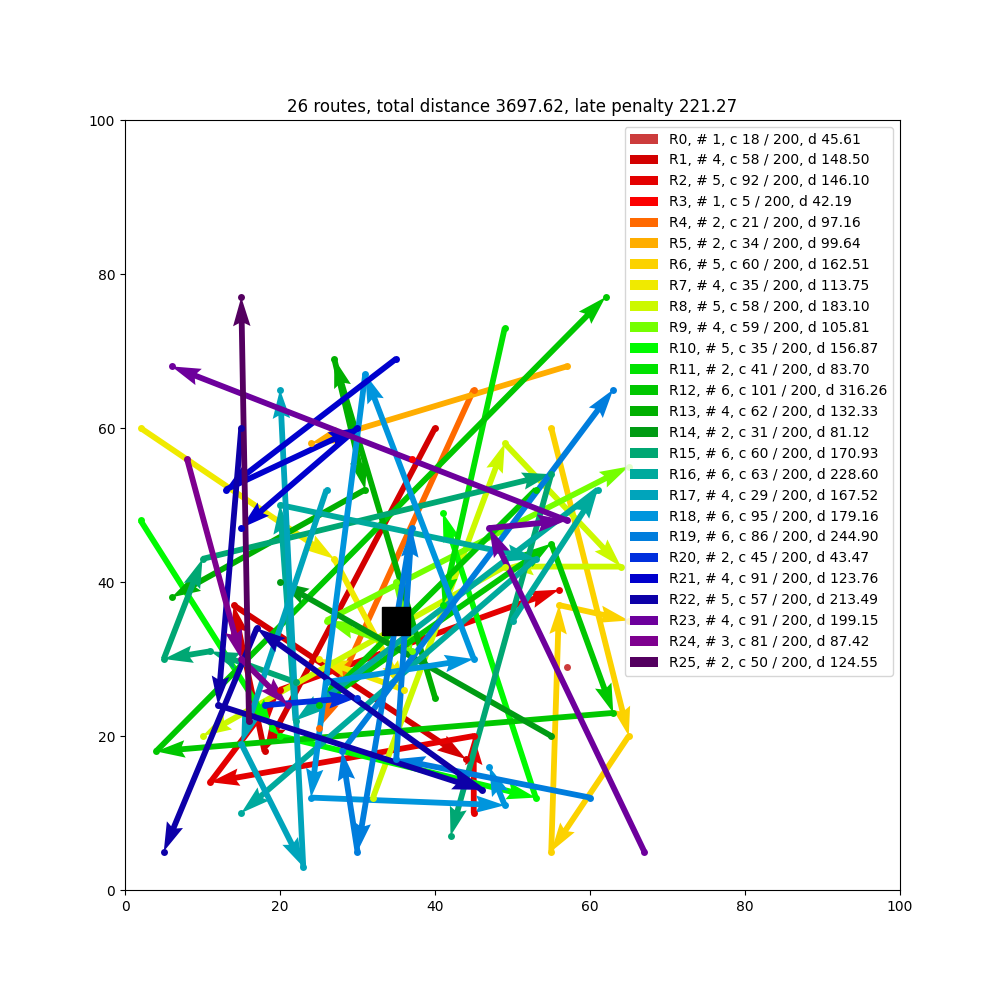 26 routes, total distance 3697.62, late penalty 221.27
100
80
60
40
20
0
0 20 40 60 80 100
R0, # 1, c 18 / 200, d 45.61
R1, # 4, c 58 / 200, d 148.50
R2, # 5, c 92 / 200, d 146.10
R3, # 1, c 5 / 200, d 42.19
R4, # 2, c 21 / 200, d 97.16
R5, # 2, c 34 / 200, d 99.64
R6, # 5, c 60 / 200, d 162.51
R7, # 4, c 35 / 200, d 113.75
R8, # 5, c 58 / 200, d 183.10
R9, # 4, c 59 / 200, d 105.81
R10, # 5, c 35 / 200, d 156.87
R11, # 2, c 41 / 200, d 83.70
R12, # 6, c 101 / 200, d 316.26
R13, # 4, c 62 / 200, d 132.33
R14, # 2, c 31 / 200, d 81.12
R15, # 6, c 60 / 200, d 170.93
R16, # 6, c 63 / 200, d 228.60
R17, # 4, c 29 / 200, d 167.52
R18, # 6, c 95 / 200, d 179.16
R19, # 6, c 86 / 200, d 244.90
R20, # 2, c 45 / 200, d 43.47
R21, # 4, c 91 / 200, d 123.76
R22, # 5, c 57 / 200, d 213.49
R23, # 4, c 91 / 200, d 199.15
R24, # 3, c 81 / 200, d 87.42
R25, # 2, c 50 / 200, d 124.55